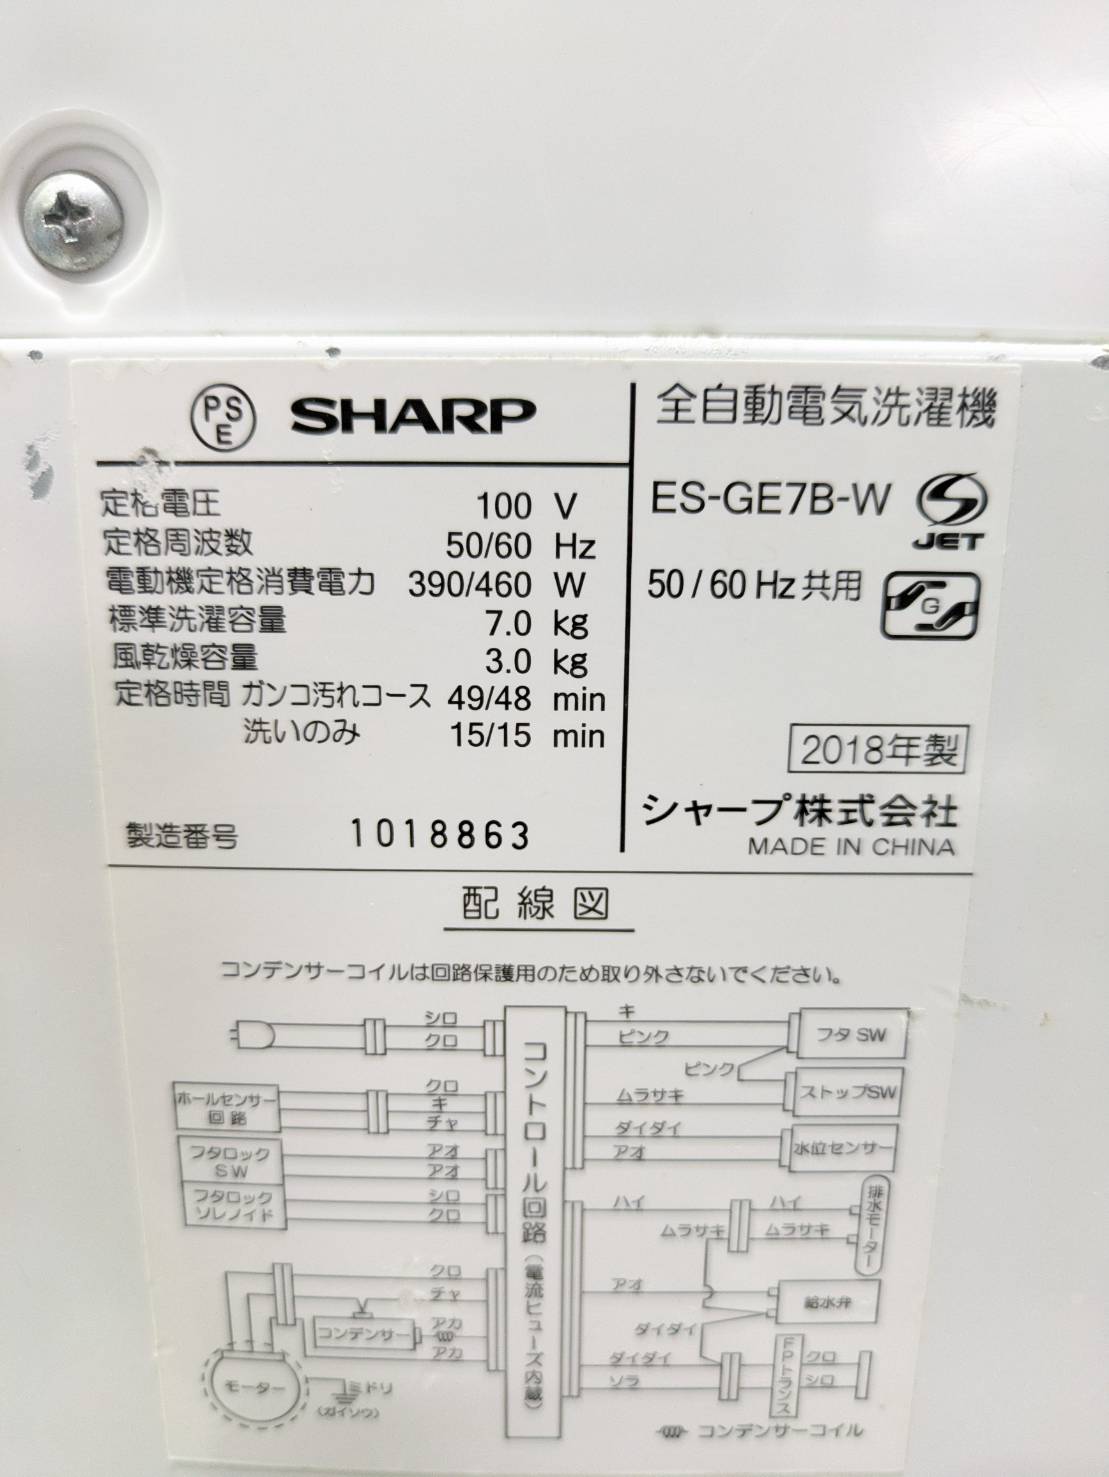 PSE SHARP
定格電圧 100 V
定格周波数 50/60 Hz
電動機定格消費電力 390/460 W
標準洗濯容量 7.0 kg
風乾燥容量 3.0 kg
定格時間 ガンコ汚れコース 49/48 min
洗いのみ 15/15 min
製造番号 1018863
全自動電気洗濯機
ES-GE7B-W JET
50/60Hz共用 G
2018年製
シャープ株式会社
MADE IN CHINA
配線図
コンデンサーコイルは回路保護用のため取り外さないでください。
シロ
クロ
ホールセンサー
回路
クロ
キ
チャ
フタロック
SW
アオ
アオ
フタロック
ソレノイド
シロ
クロ
クロ
チャ
コンデンサー
アカ
アカ
モーター
ミドリ
(ガイソウ)
コントロール回路(電流ヒューズ内蔵)
キ
ピンク
フタSW
ピンク
ムラサキ
ストップSW
ダイダイ
アオ
水位センサー
ハイ
ハイ
ムラサキ
ムラサキ
排水モーター
アオ
給水弁
ダイダイ
ダイダイ
ソラ
FPトランス
クロ
シロ
コンデンサーコイル